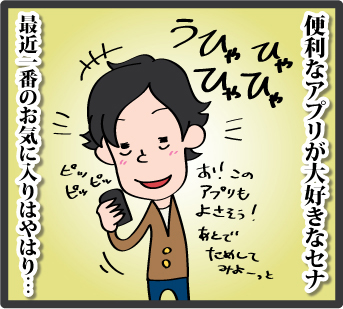 便利なアプリが大好きなセナ
うひゃひゃ
ひゃひゃ
お！この
アプリも
よさそう！
あとで
ためして
みよーっと
ピッ
ピッピッ
最近一番のお気に入りはやはり…